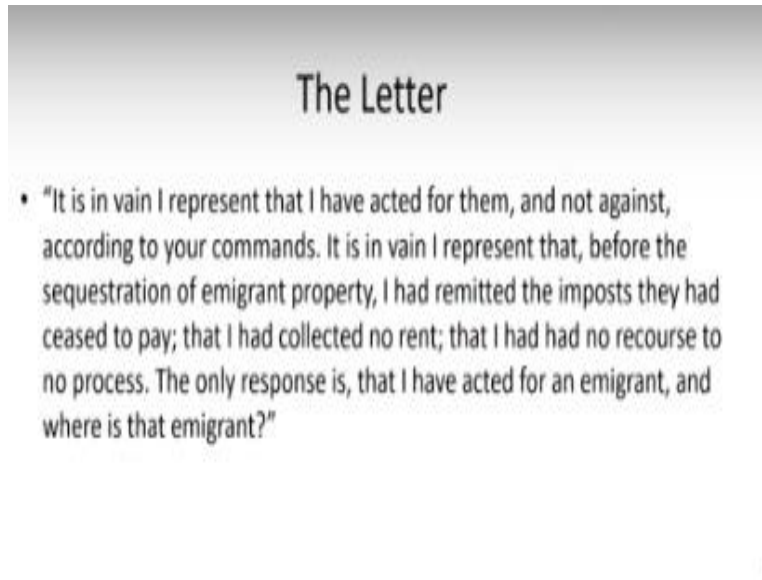 The Letter
• "It is in vain I represent that I have acted for them, and not against,
according to your commands. It is in vain I represent that, before the
sequestration of emigrant property, I had remitted the imposts they had
ceased to pay; that I had collected no rent; that I had had no recourse to
no process. The only response is, that I have acted for an emigrant, and
where is that emigrant?"